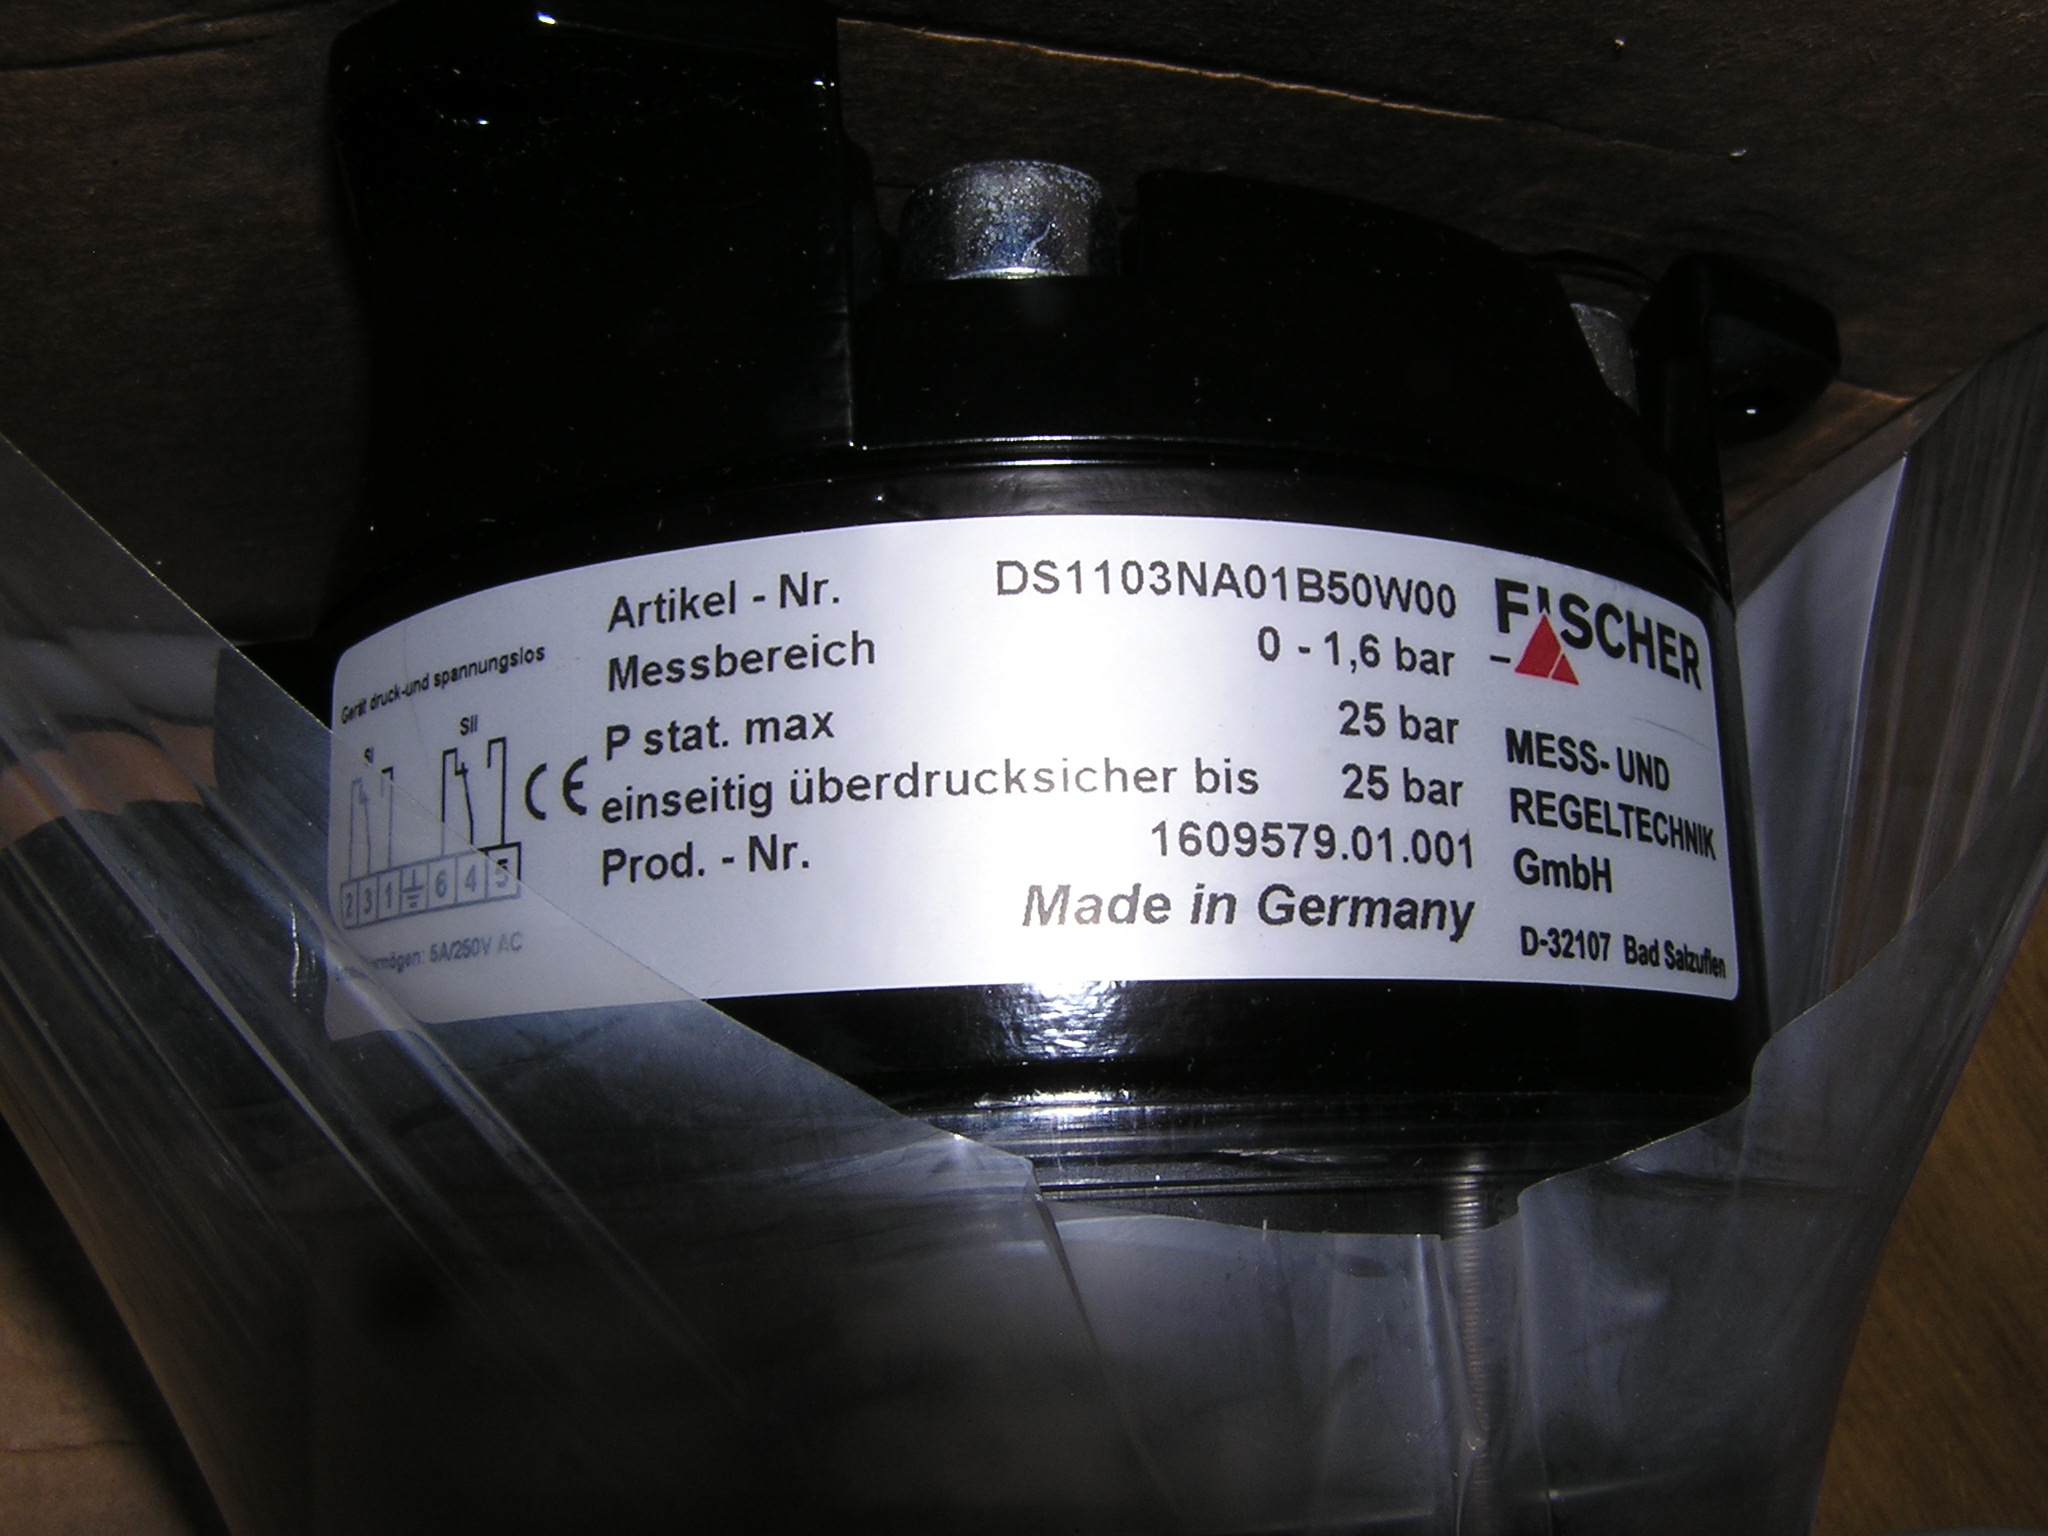 Gerät druck-und spannungslos
SI SII
2 3 1 6 4 5
5A/250V AC
CE
Artikel - Nr. DS1103NA01B50W00
Messbereich 0 - 1,6 bar
P stat. max 25 bar
einseitig überdrucksicher bis 25 bar
Prod. - Nr. 1609579.01.001
Made in Germany
FISCHER
MESS- UND
REGELTECHNIK
GmbH
D-32107 Bad Salzuflen